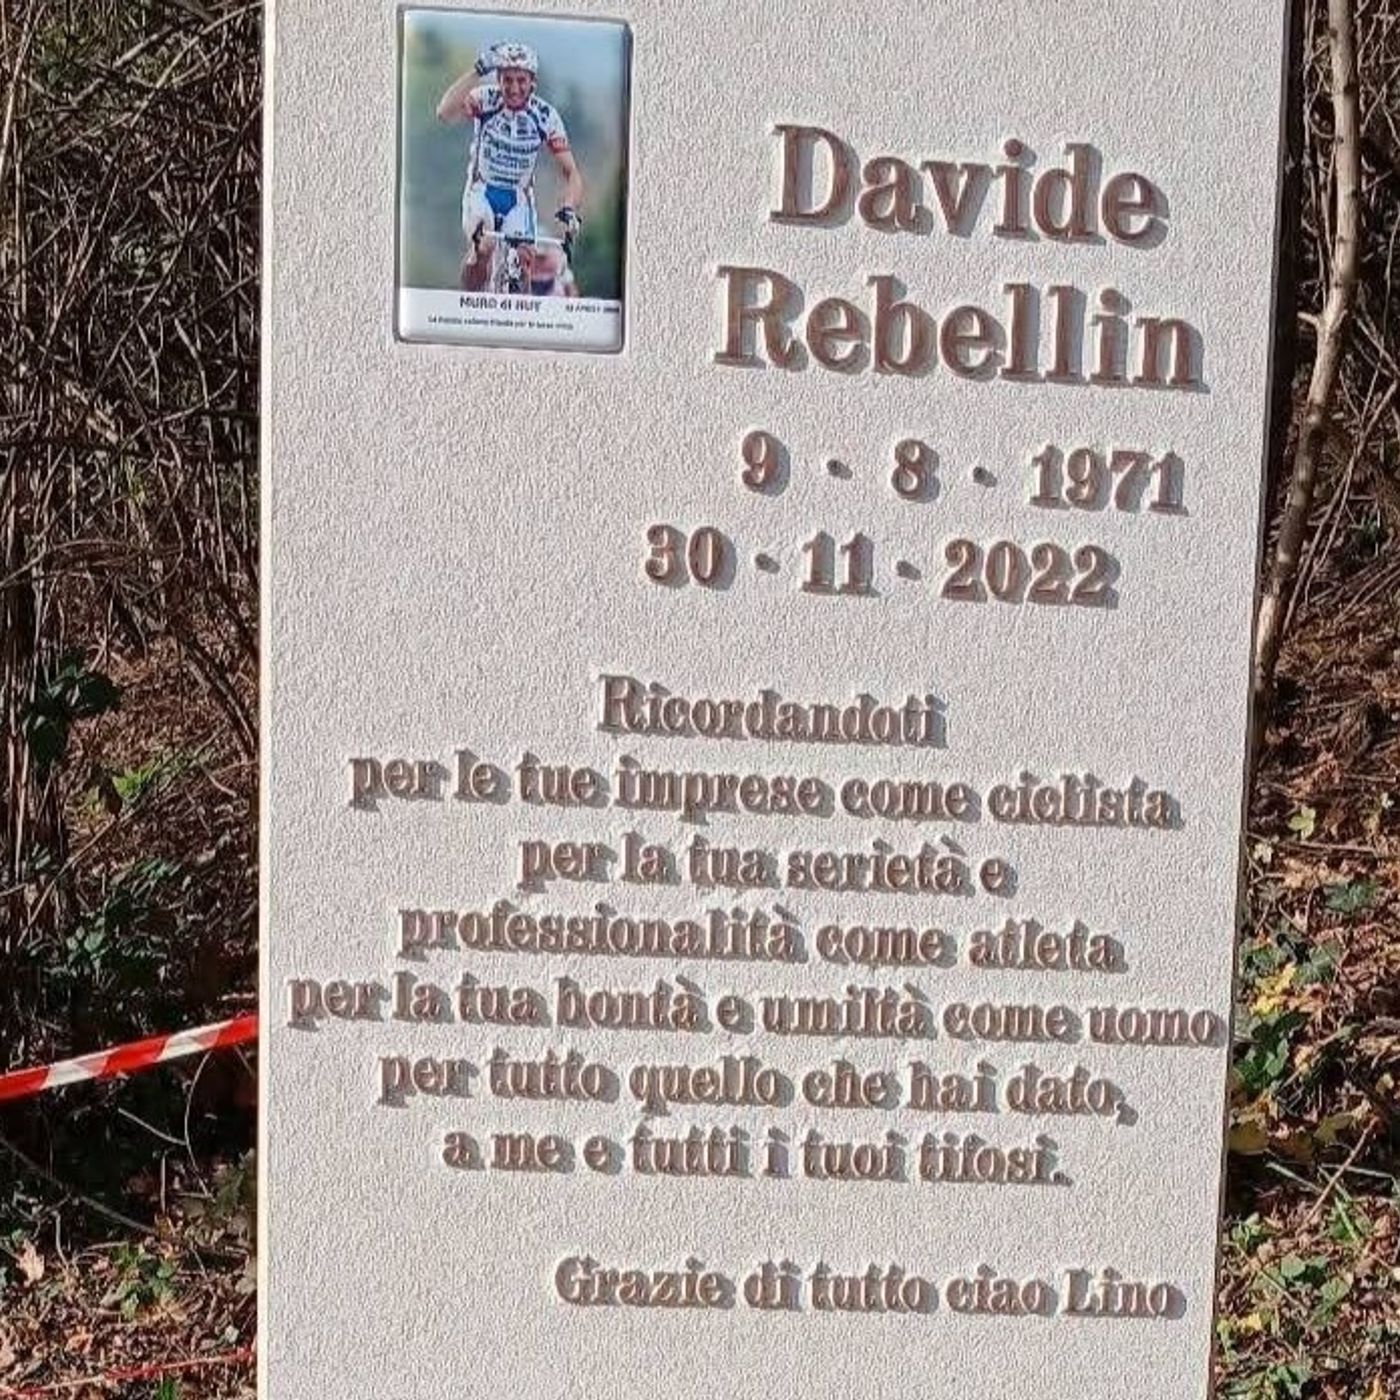 MURO di HUY
Davide
Rebellin
9 - 8 - 1971
30 - 11 - 2022
Ricordandoti
per le tue imprese come ciclista
per la tua serietà e
professionalità come atleta
per la tua bontà e umiltà come uomo
per tutto quello che hai dato,
a me e tutti i tuoi tifosi.
Grazie di tutto ciao Lino